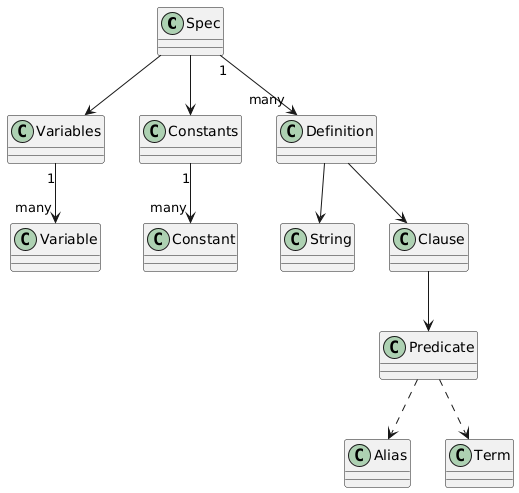 C Spec
1
many
C Variables
C Constants
C Definition
1
many
1
many
C Variable
C Constant
C String
C Clause
C Predicate
C Alias
C Term